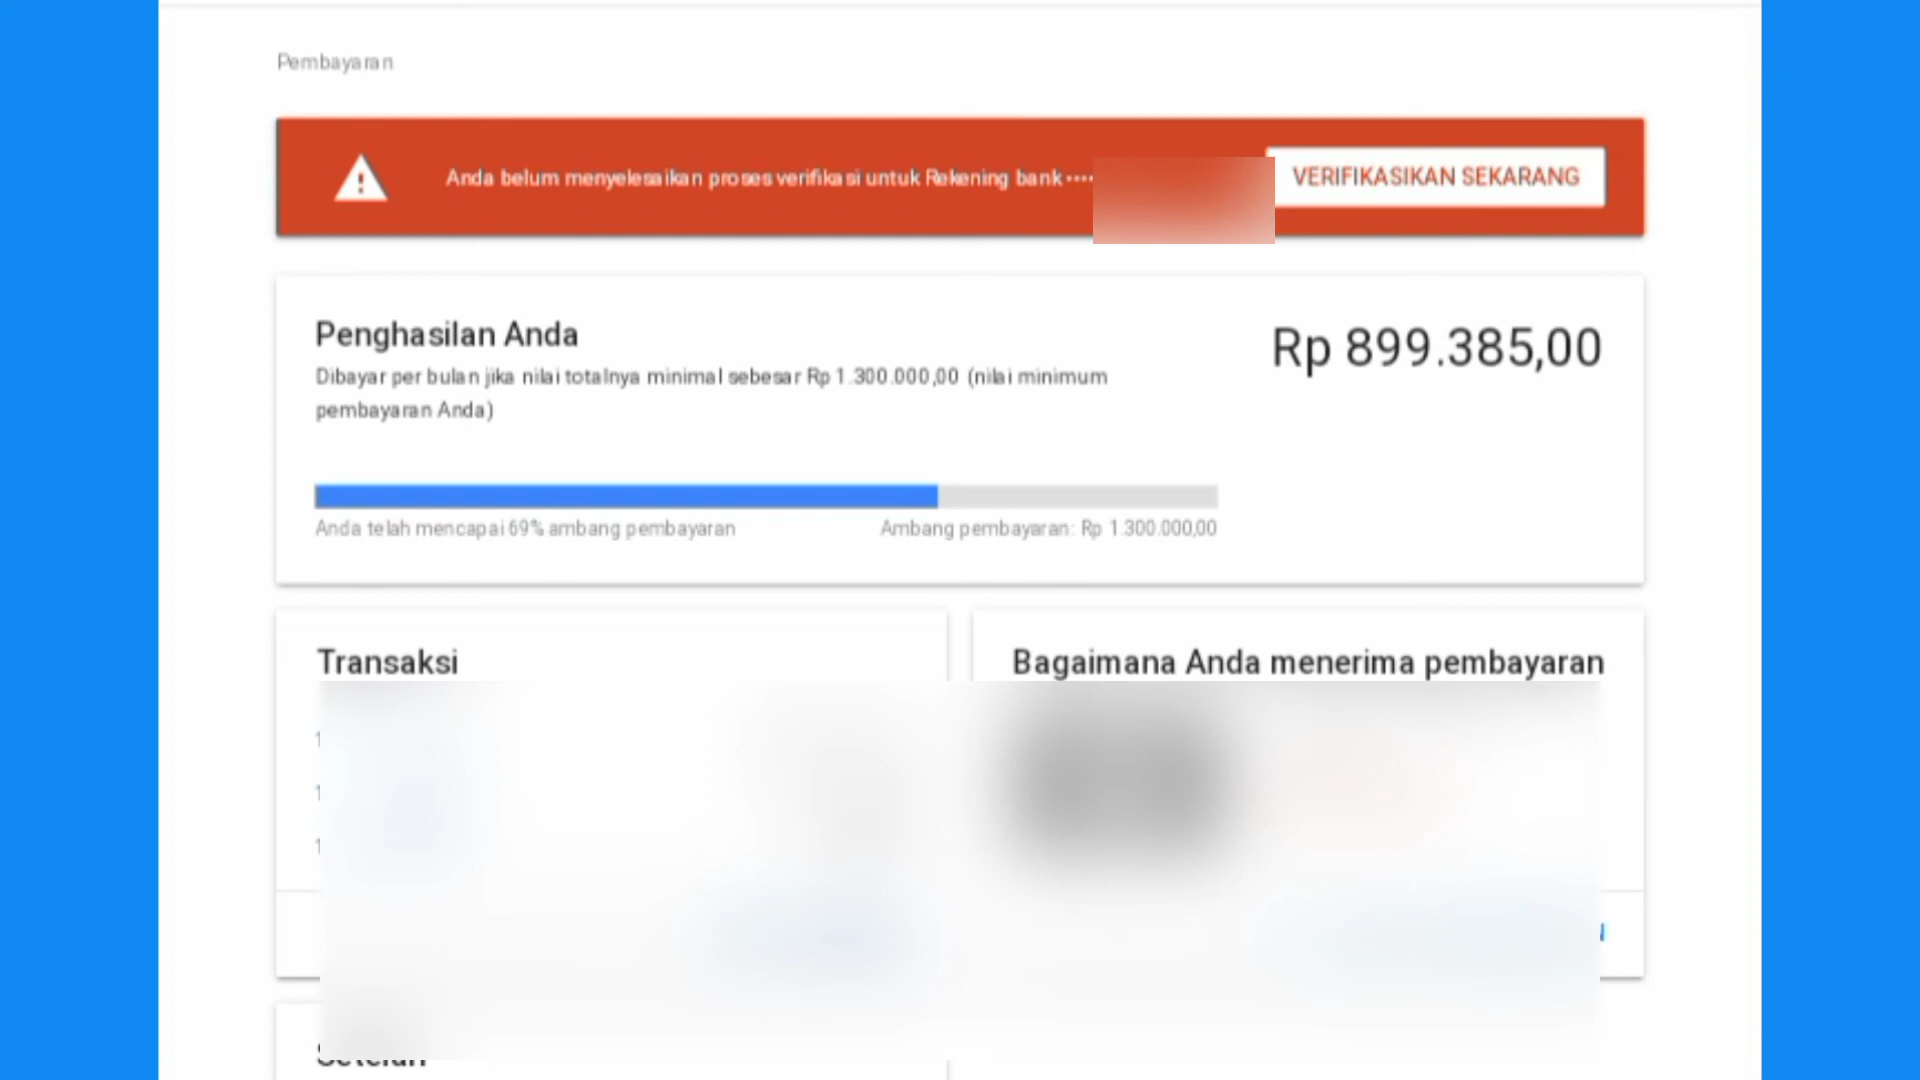 Pembayaran
Anda belum menyelesaikan proses verifikasi untuk Rekening bank ····
VERIFIKASIKAN SEKARANG
Penghasilan Anda
Rp 899.385,00
Dibayar per bulan jika nilai totalnya minimal sebesar Rp 1.300.000,00 (nilai minimum
pembayaran Anda)
Anda telah mencapai 69% ambang pembayaran
Ambang pembayaran: Rp 1.300.000,00
Transaksi
Bagaimana Anda menerima pembayaran